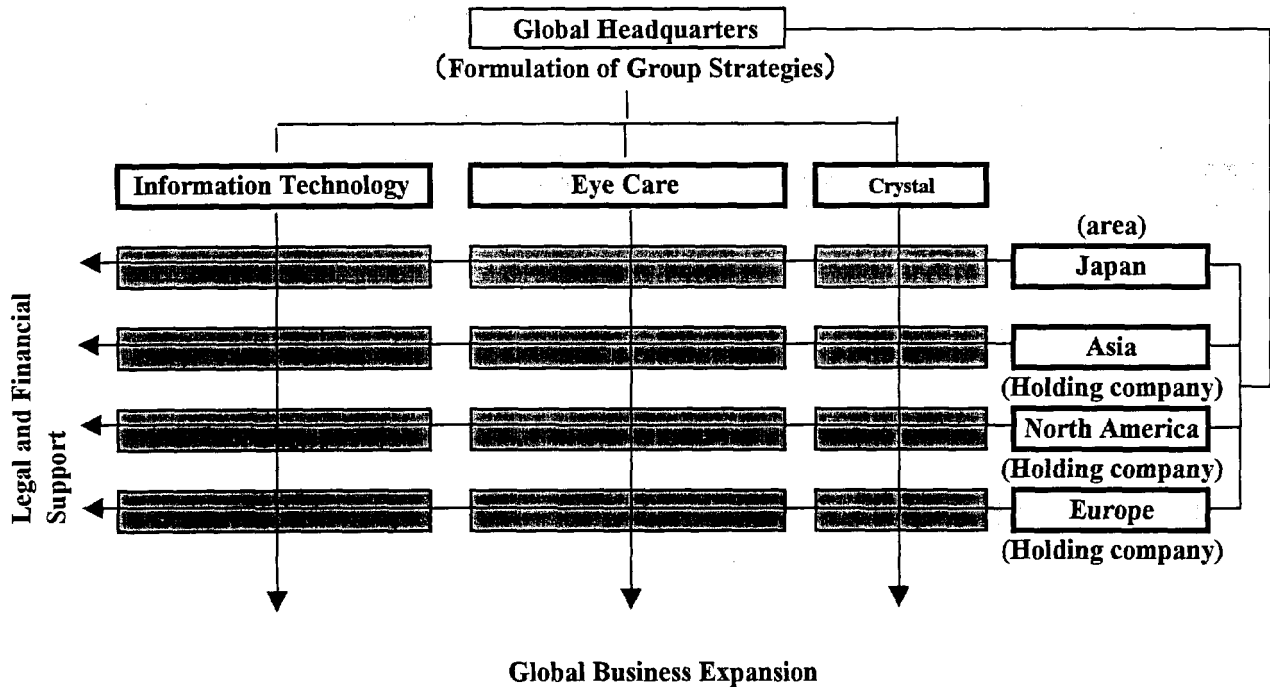 Global Headquarters
(Formulation of Group Strategies)
Information Technology
Eye Care
Crystal
(area)
Japan
Asia
(Holding company)
North America
(Holding company)
Europe
(Holding company)
Legal and Financial
Support
Global Business Expansion